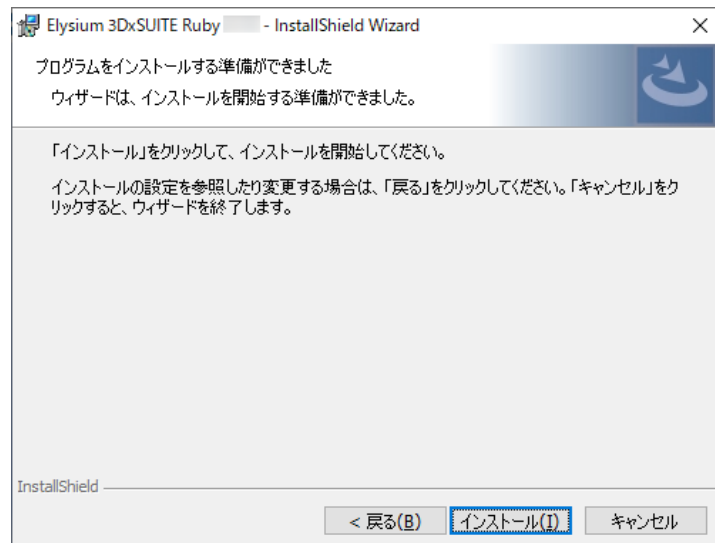 Elysium 3DxSUITE Ruby - InstallShield Wizard
プログラムをインストールする準備ができました
ウィザードは、インストールを開始する準備ができました。
「インストール」をクリックして、インストールを開始してください。
インストールの設定を参照したり変更する場合は、「戻る」をクリックしてください。「キャンセル」をク
リックすると、ウィザードを終了します。
InstallShield
< 戻る(B) インストール(I) キャンセル